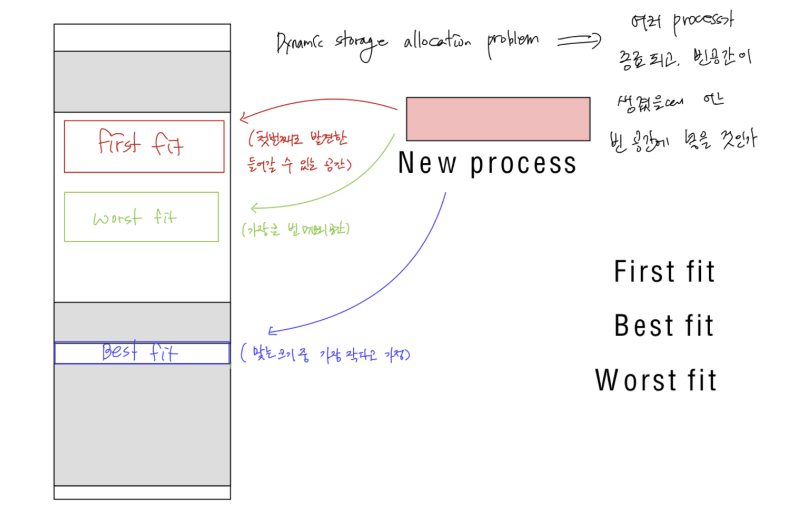 Dynamic storage allocation problem ⟹ 여러 process가
종료되고, 빈공간이
생겼을때 어느
빈 공간에 넣을 것인가
First fit
(첫번째로 발견한
들어갈 수 있는 공간)
New process
worst fit
(가장큰 빈 메모리공간)
First fit
Best fit
Worst fit
Best fit
(맞는크기중 가장 작다고 가정)